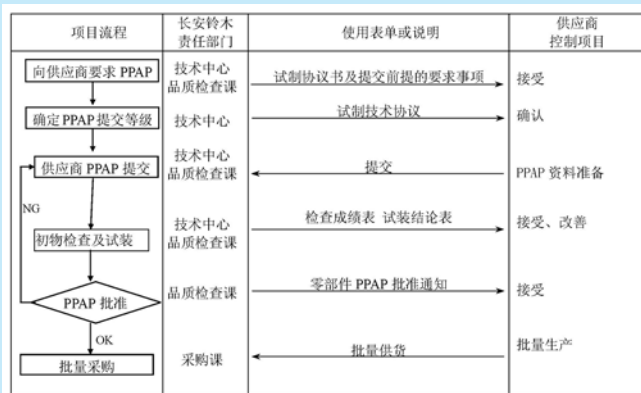 项目流程
长安铃木
责任部门
使用表单或说明
供应商
控制项目
向供应商要求 PPAP
技术中心
品质检查课
试制协议书及提交前提的要求事项
接受
确定 PPAP 提交等级
技术中心
试制技术协议
确认
供应商 PPAP 提交
技术中心
品质检查课
提交
PPAP 资料准备
NG
初物检查及试装
技术中心
品质检查课
检查成绩表 试装结论表
接受、改善
PPAP 批准
品质检查课
零部件 PPAP 批准通知
接受
OK
批量采购
采购课
批量供货
批量生产